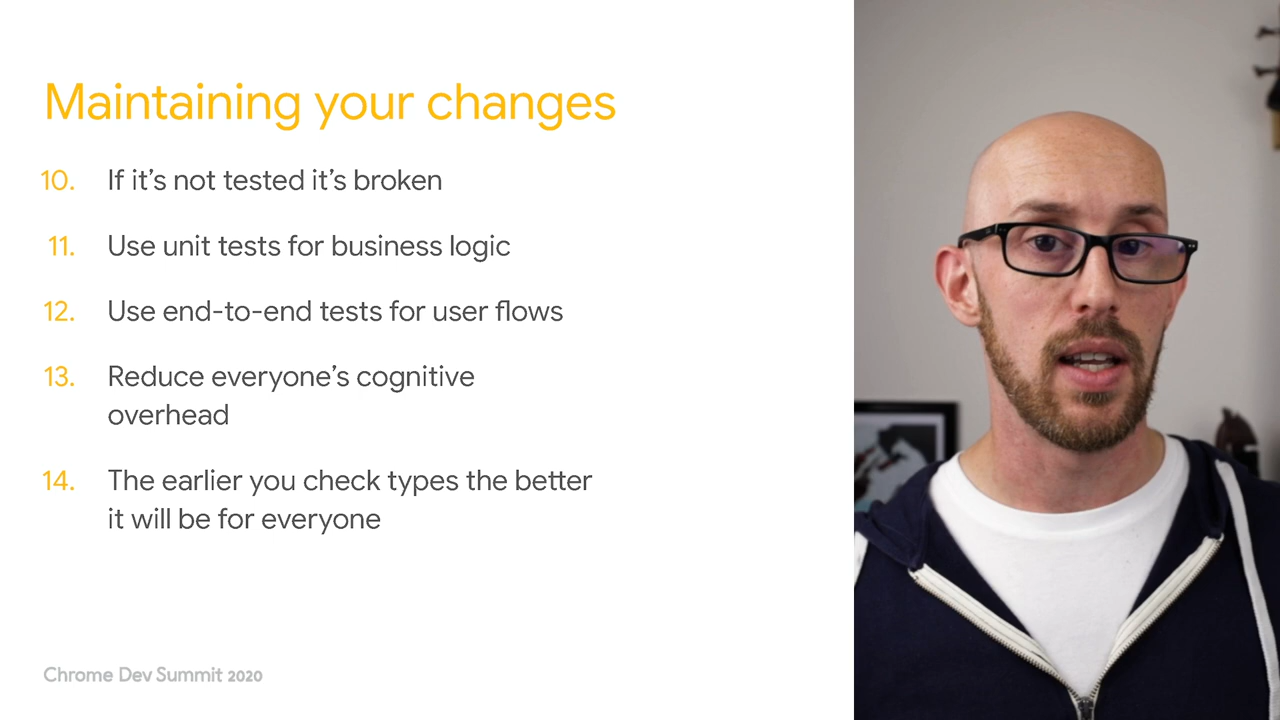 Maintaining your changes
10. If it’s not tested it’s broken
11. Use unit tests for business logic
12. Use end-to-end tests for user flows
13. Reduce everyone’s cognitive
overhead
14. The earlier you check types the better
it will be for everyone
Chrome Dev Summit 2020